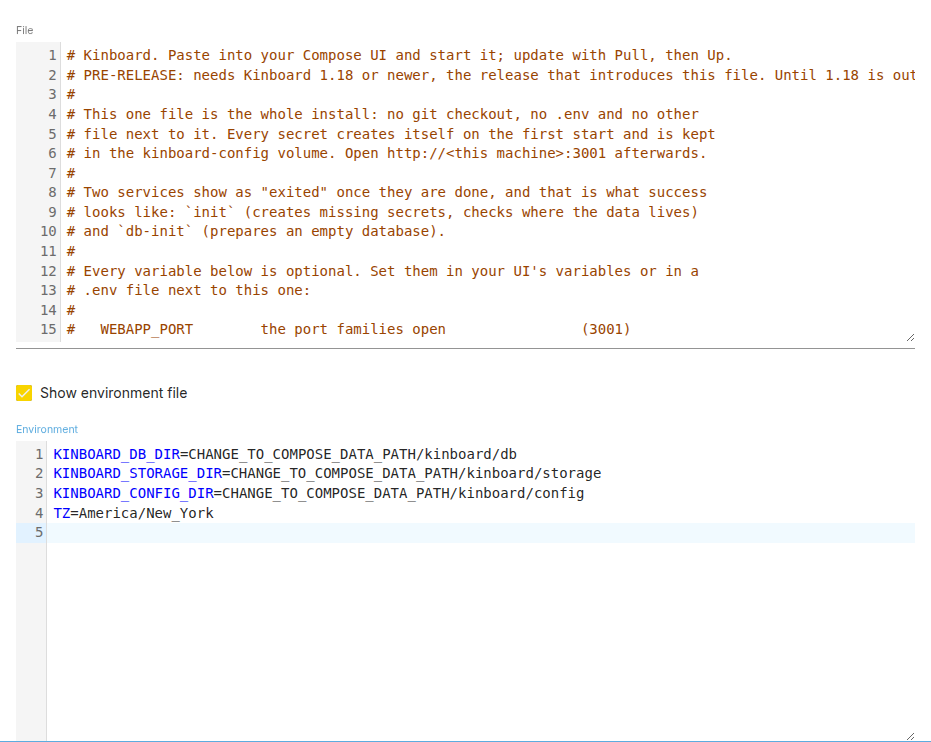 File
1 # Kinboard. Paste into your Compose UI and start it; update with Pull, then Up.
2 # PRE-RELEASE: needs Kinboard 1.18 or newer, the release that introduces this file. Until 1.18 is out
3 #
4 # This one file is the whole install: no git checkout, no .env and no other
5 # file next to it. Every secret creates itself on the first start and is kept
6 # in the kinboard-config volume. Open http://<this machine>:3001 afterwards.
7 #
8 # Two services show as "exited" once they are done, and that is what success
9 # looks like: `init` (creates missing secrets, checks where the data lives)
10 # and `db-init` (prepares an empty database).
11 #
12 # Every variable below is optional. Set them in your UI's variables or in a
13 # .env file next to this one:
14 #
15 #   WEBAPP_PORT        the port families open                (3001)
Show environment file
Environment
1 KINBOARD_DB_DIR=CHANGE_TO_COMPOSE_DATA_PATH/kinboard/db
2 KINBOARD_STORAGE_DIR=CHANGE_TO_COMPOSE_DATA_PATH/kinboard/storage
3 KINBOARD_CONFIG_DIR=CHANGE_TO_COMPOSE_DATA_PATH/kinboard/config
4 TZ=America/New_York
5